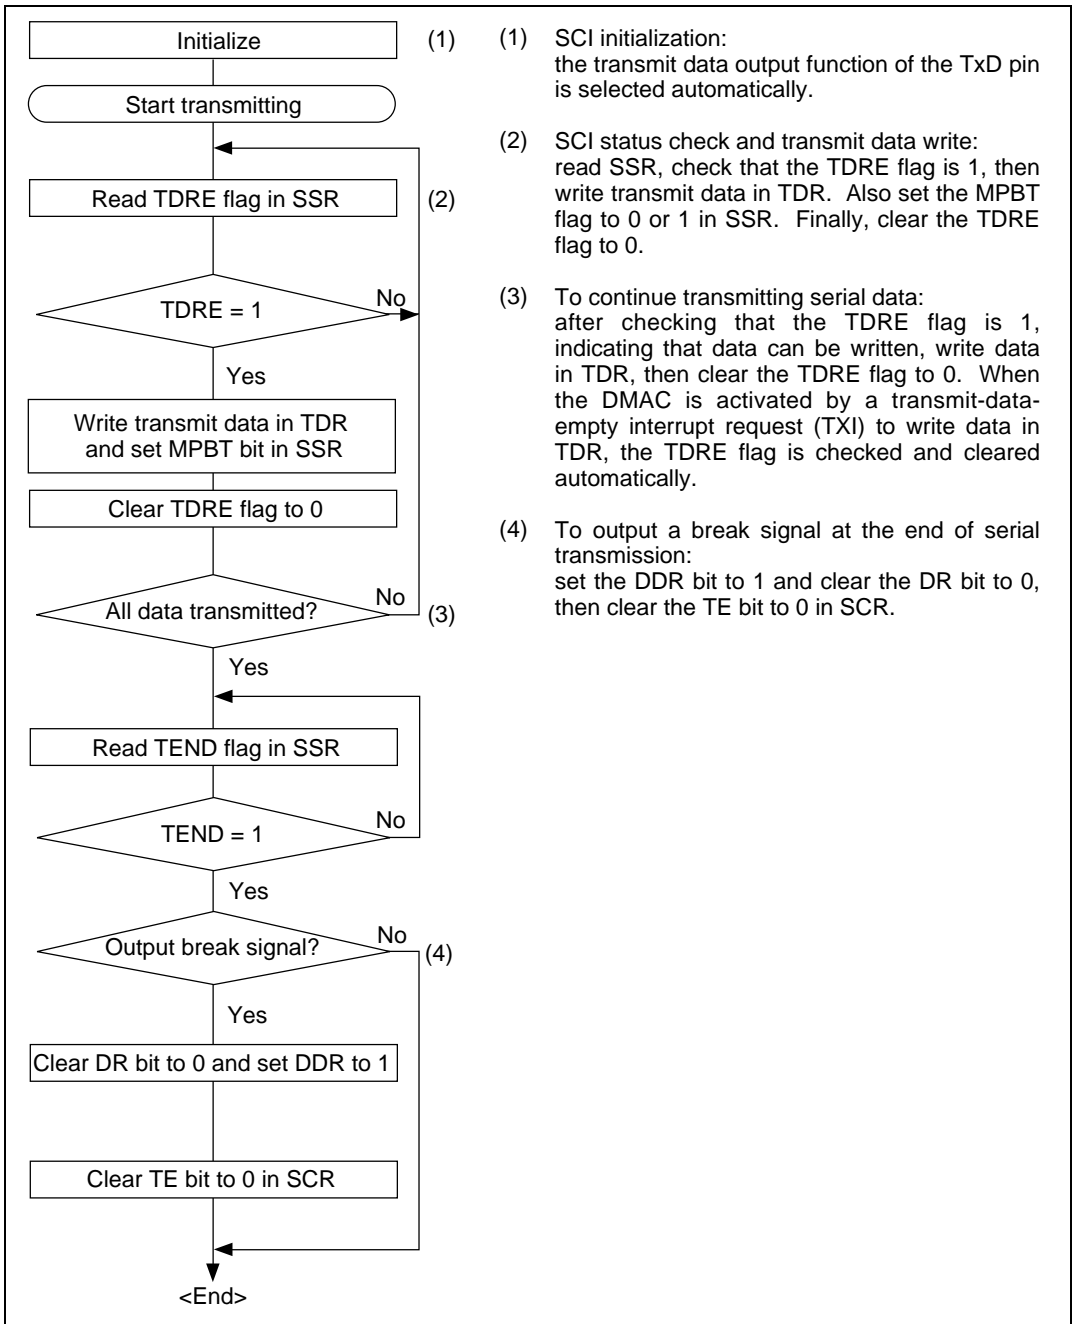 Initialize
(1)
Start transmitting
Read TDRE flag in SSR
(2)
TDRE = 1
No
Yes
Write transmit data in TDR
and set MPBT bit in SSR
Clear TDRE flag to 0
All data transmitted?
No
(3)
Yes
Read TEND flag in SSR
TEND = 1
No
Yes
Output break signal?
No
(4)
Yes
Clear DR bit to 0 and set DDR to 1
Clear TE bit to 0 in SCR
<End>
(1) SCI initialization:
the transmit data output function of the TxD pin
is selected automatically.
(2) SCI status check and transmit data write:
read SSR, check that the TDRE flag is 1, then
write transmit data in TDR. Also set the MPBT
flag to 0 or 1 in SSR. Finally, clear the TDRE
flag to 0.
(3) To continue transmitting serial data:
after checking that the TDRE flag is 1,
indicating that data can be written, write data
in TDR, then clear the TDRE flag to 0. When
the DMAC is activated by a transmit-data-
empty interrupt request (TXI) to write data in
TDR, the TDRE flag is checked and cleared
automatically.
(4) To output a break signal at the end of serial
transmission:
set the DDR bit to 1 and clear the DR bit to 0,
then clear the TE bit to 0 in SCR.